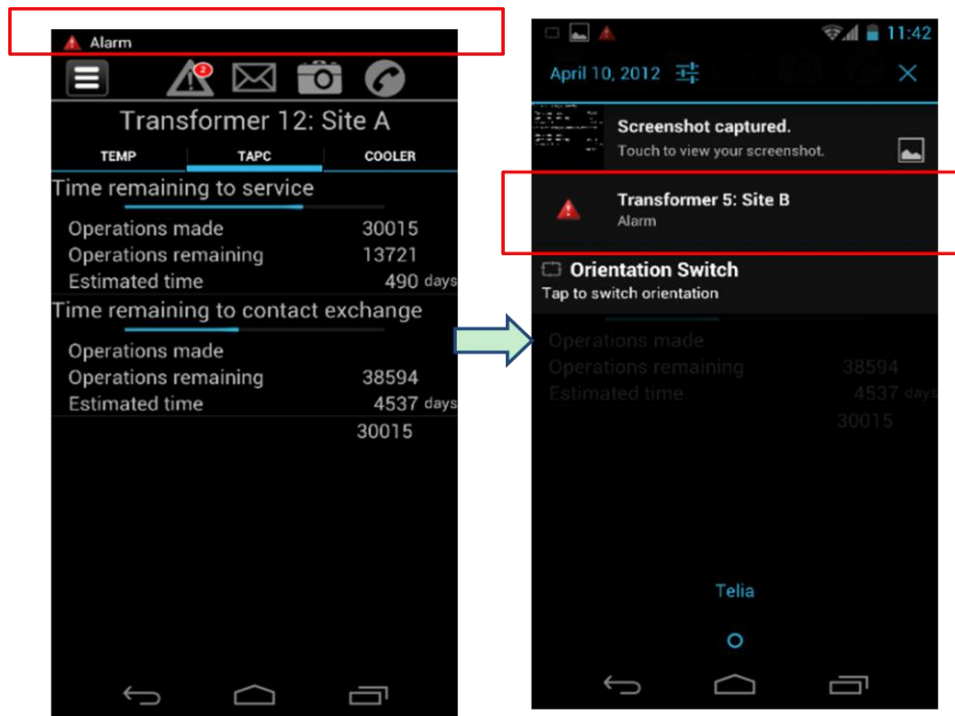 Alarm
2
Transformer 12: Site A
TEMP TAPC COOLER
Time remaining to service
Operations made 30015
Operations remaining 13721
Estimated time 490 days
Time remaining to contact exchange
Operations made
Operations remaining 38594
Estimated time 4537 days
30015
11:42
April 10, 2012
Screenshot captured.
Touch to view your screenshot.
Transformer 5: Site B
Alarm
Orientation Switch
Tap to switch orientation
Operations made
Operations remaining 38594
Estimated time 4537 days
30015
Telia